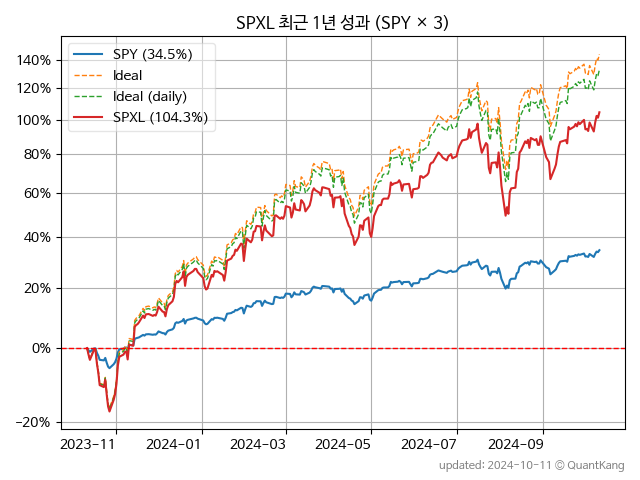 SPXL 최근 1년 성과 (SPY × 3)
140%
120%
100%
80%
60%
40%
20%
0%
−20%
SPY (34.5%)
Ideal
Ideal (daily)
SPXL (104.3%)
2023-11
2024-01
2024-03
2024-05
2024-07
2024-09
updated: 2024-10-11 © QuantKang